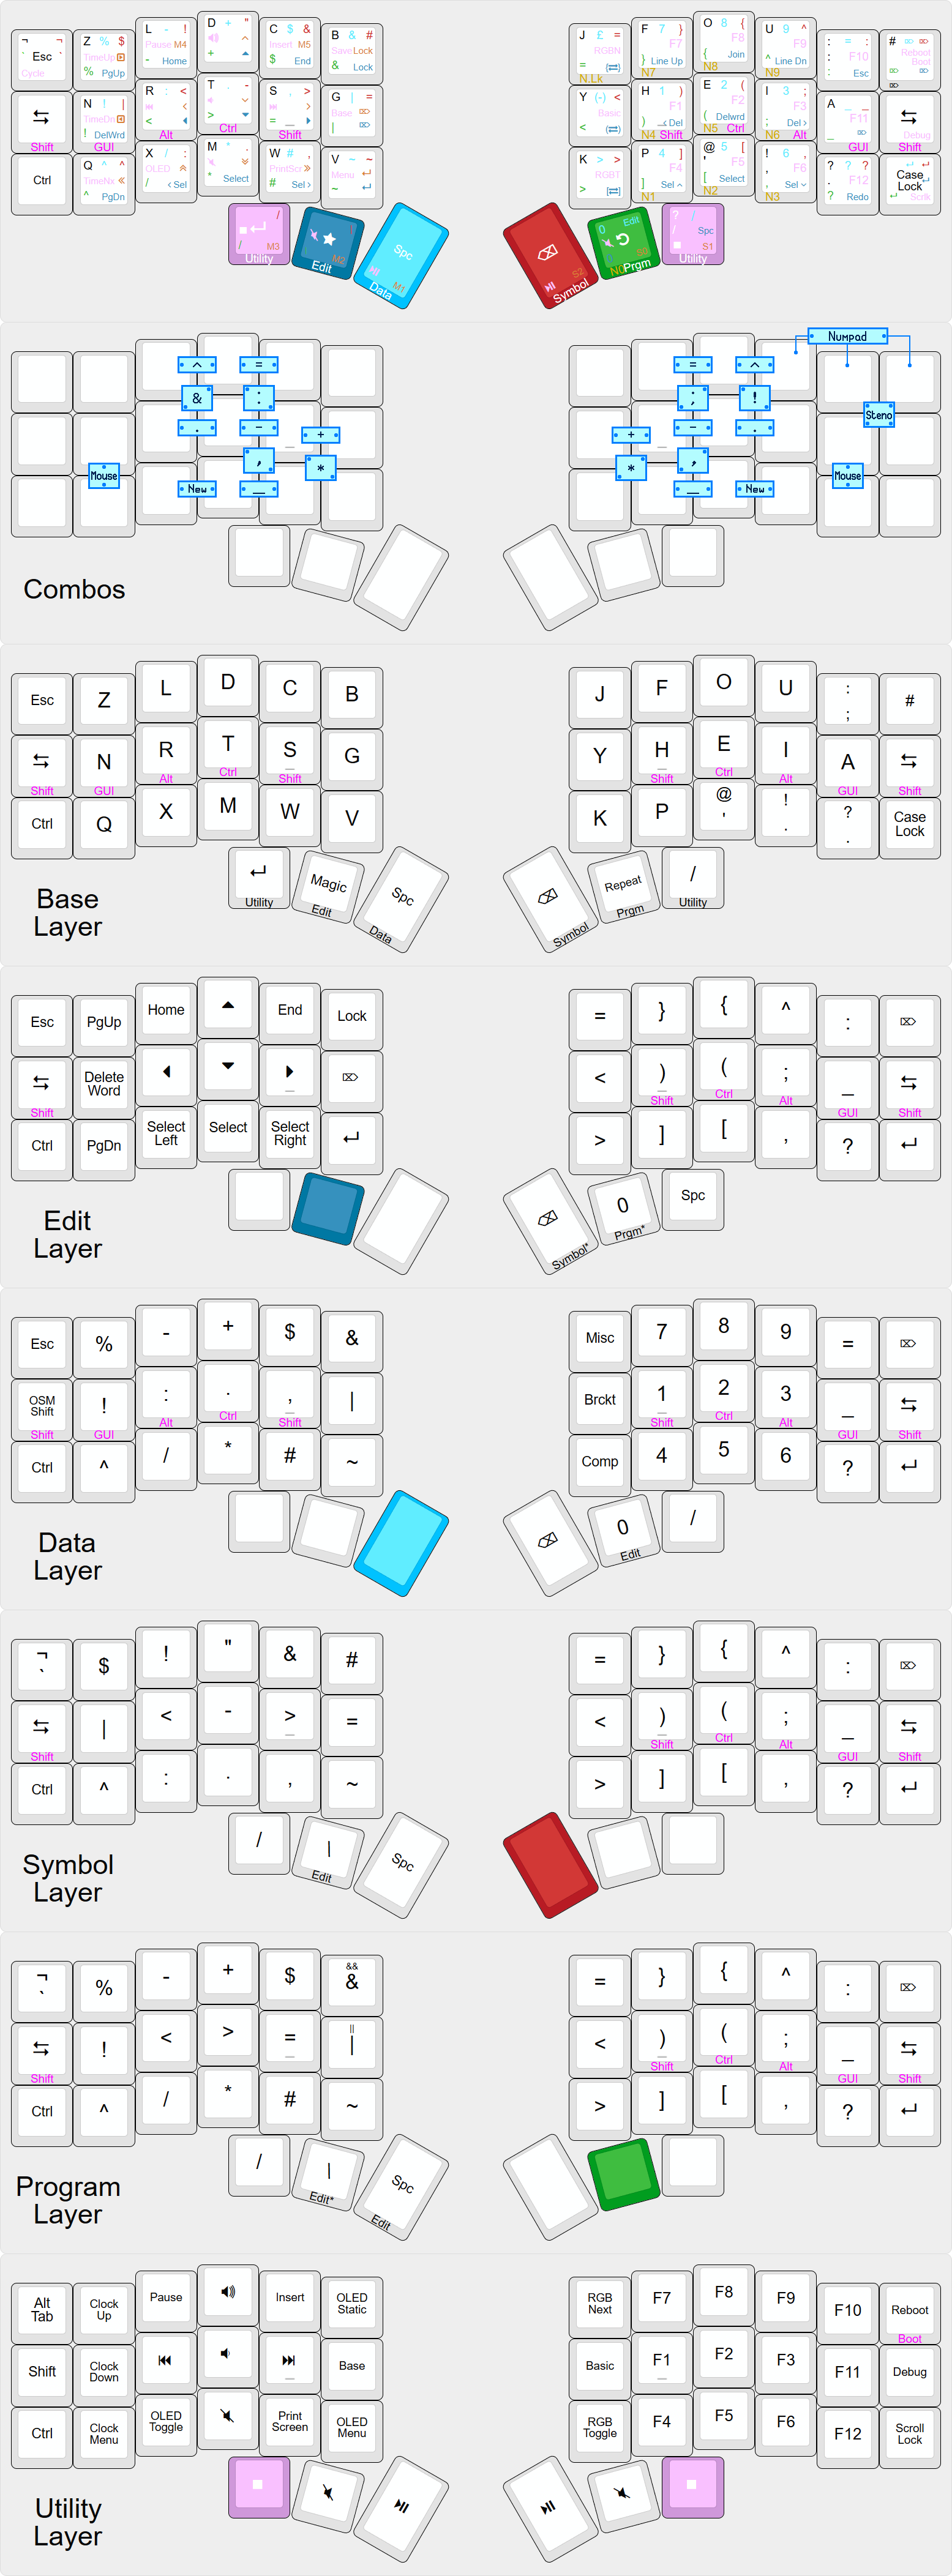 ¬ ¬
Esc
` `
Cycle
Z % $
TimeUp
% PgUp
L - !
Pause M4
- Home
D + "
^
+
C $ &
Insert M5
$ End
B & #
Save Lock
& Lock
J £ =
RGBN
=
N.Lk
F 7 }
F7
} Line Up
N7
O 8 {
F8
{ Join
N8
U 9 ^
F9
^ Line Dn
N9
: = :
F10
: Esc
#
Reboot
Boot
Shift
N ! |
TimeDn
! DelWrd
GUI
R : <
<
Alt
T . -
>
Ctrl
S , >
= _
Shift
G | =
Base
|
Y (-) <
Basic
<
H 1 )
F1
) < Del
N4 Shift
E 2 (
F2
( Delwrd
N5 Ctrl
I 3 ;
F3
; Del >
N6 Alt
A _ _
F11
_
GUI
Debug
Shift
Ctrl
Q ^ ^
TimeNx
^ PgDn
X / :
OLED
/ < Sel
M * .
* Select
W # ,
PrintScr
# Sel >
V ~ ~
Menu
~
K > >
RGBT
>
P 4 ]
F4
] Sel ^
N1
@ 5 [
' F5
[ Select
N2
! 6 ,
. F6
, Sel
N3
? ? ?
. F12
? Redo
Case
Lock
Scrlk
/
/ M3
Utility
M2
Edit
Spc
M1
Data
S2
Symbol
0 Edit
Prgm
? /
/ Spc
S1
Utility
Numpad
^ =
= ^
& :
; !
Steno
. - +
+ - .
Mouse , *
* , Mouse
New _
_ New
Combos
Esc Z L D C B
J F O U : ; #
Shift
N GUI
R Alt
T Ctrl
S Shift
G
Y
H Shift
E Ctrl
I Alt
A GUI
Shift
Ctrl Q X M W V
K P @ ' ! . ? . Case Lock
Utility
Magic Edit
Spc Data
Symbol
Repeat Prgm
/ Utility
Base
Layer
Esc PgUp Home End Lock
= } { ^ :
Shift
Delete Word
< ) ( ; _
Shift Ctrl Alt GUI Shift
Ctrl PgDn Select Left Select Select Right
> ] [ , ?
Symbol*
0 Prgm*
Spc
Edit
Layer
Esc % - + $ &
Misc 7 8 9 =
OSM Shift ! : . , |
Shift GUI Alt Ctrl Shift
Brckt 1 2 3 _
Shift Ctrl Alt GUI Shift
Ctrl ^ / * # ~
Comp 4 5 6 ?
0 Edit
/
Data
Layer
¬ ` $ ! " & #
= } { ^ :
Shift
| < - > =
< ) ( ; _
Shift Ctrl Alt GUI Shift
Ctrl ^ : . , ~
> ] [ , ?
/
| Edit
Spc
Symbol
Layer
¬ ` % - + $ && &
= } { ^ :
Shift
! < > = || |
< ) ( ; _
Shift Ctrl Alt GUI Shift
Ctrl ^ / * # ~
> ] [ , ?
/
| Edit*
Spc Edit
Program
Layer
Alt Tab
Clock Up
Pause
Insert
OLED Static
RGB Next
F7 F8 F9 F10
Reboot
Boot
Shift
Clock Down
Base
Basic
F1 F2 F3 F11
Debug
Ctrl
Clock Menu
OLED Toggle
Print Screen
OLED Menu
RGB Toggle
F4 F5 F6 F12
Scroll Lock
Utility
Layer